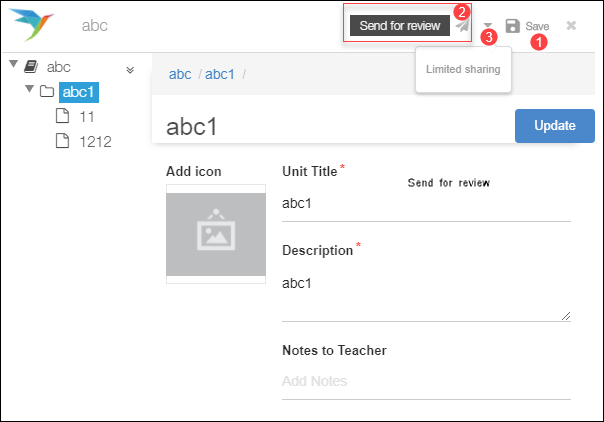 abc
Send for review
2
3
Save
1
Limited sharing
abc
abc1
11
1212
abc / abc1 /
abc1
Update
Add icon
Unit Title *
Send for review
abc1
Description *
abc1
Notes to Teacher
Add Notes